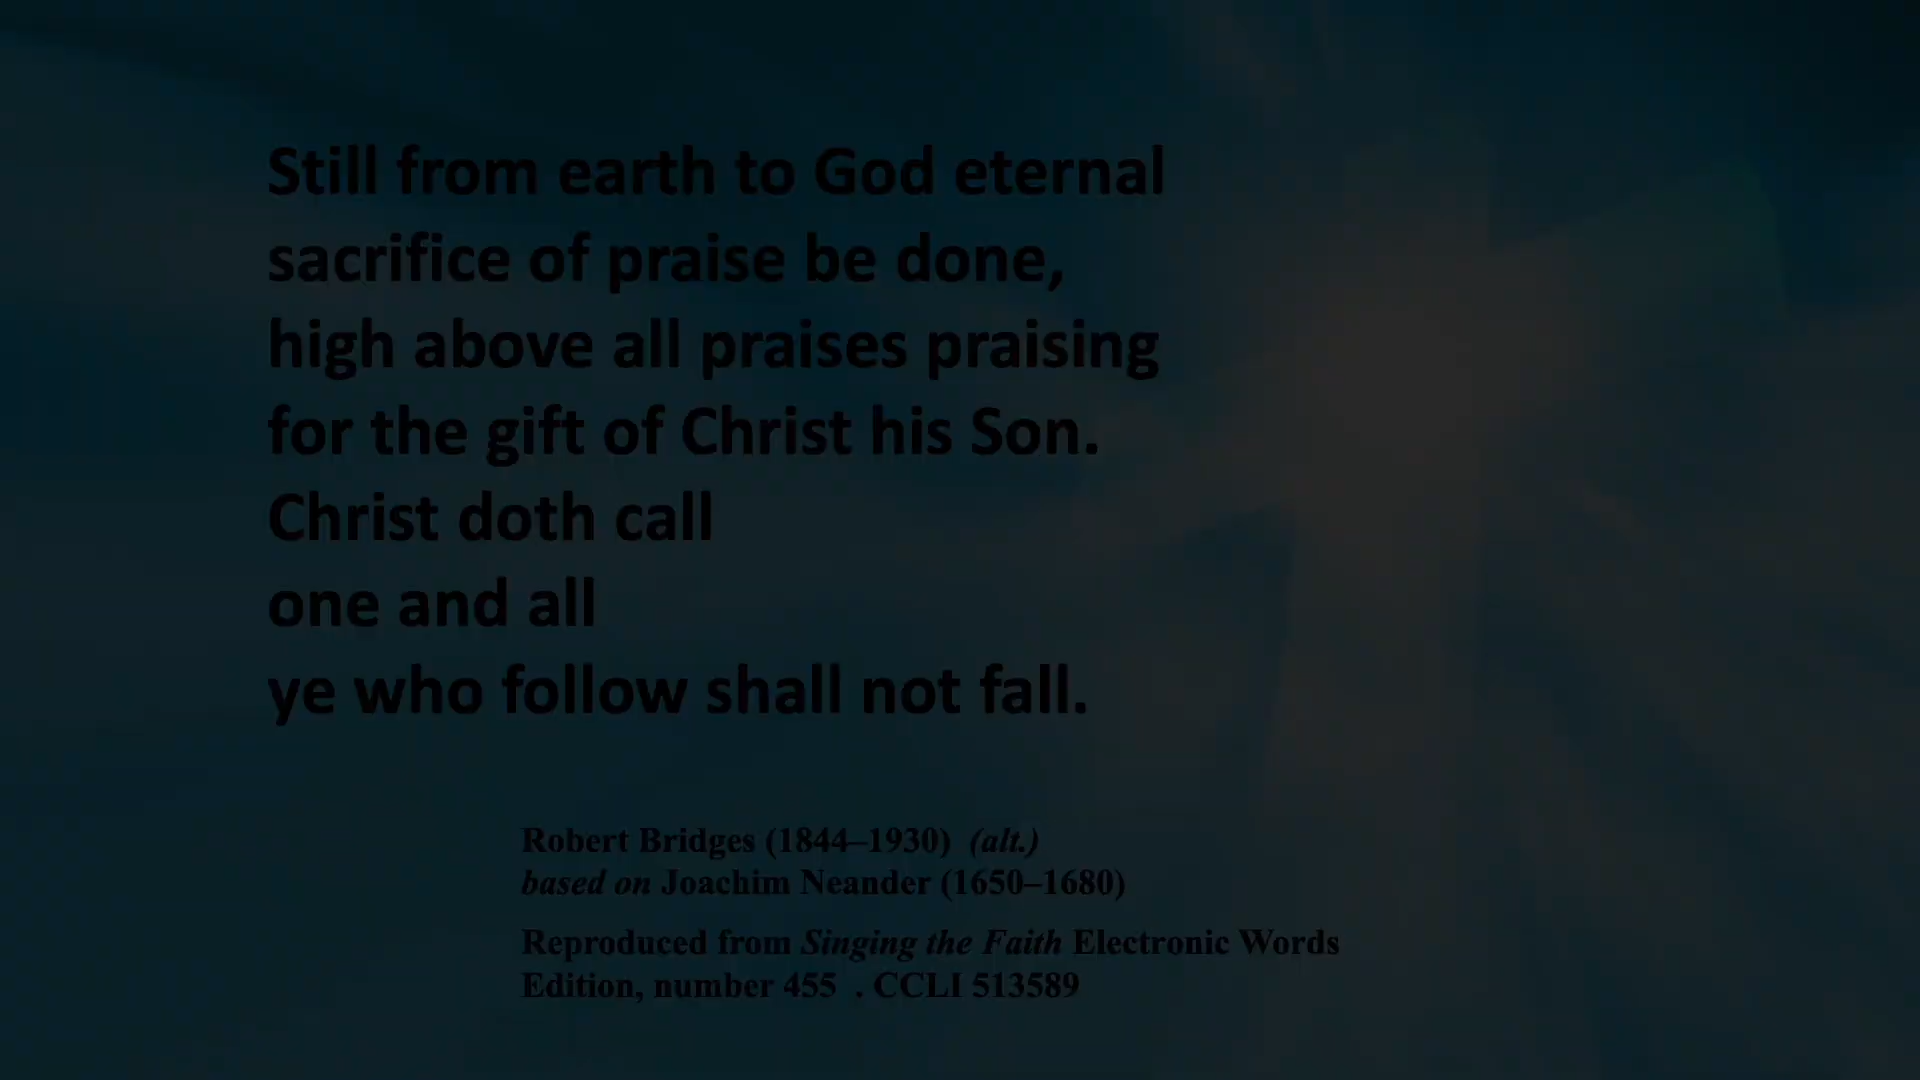 Still from earth to God eternal
sacrifice of praise be done,
high above all praises praising
for the gift of Christ his Son.
Christ doth call
one and all
ye who follow shall not fall.
Robert Bridges (1844–1930) (alt.)
based on Joachim Neander (1650–1680)
Reproduced from Singing the Faith Electronic Words
Edition, number 455 . CCLI 513589